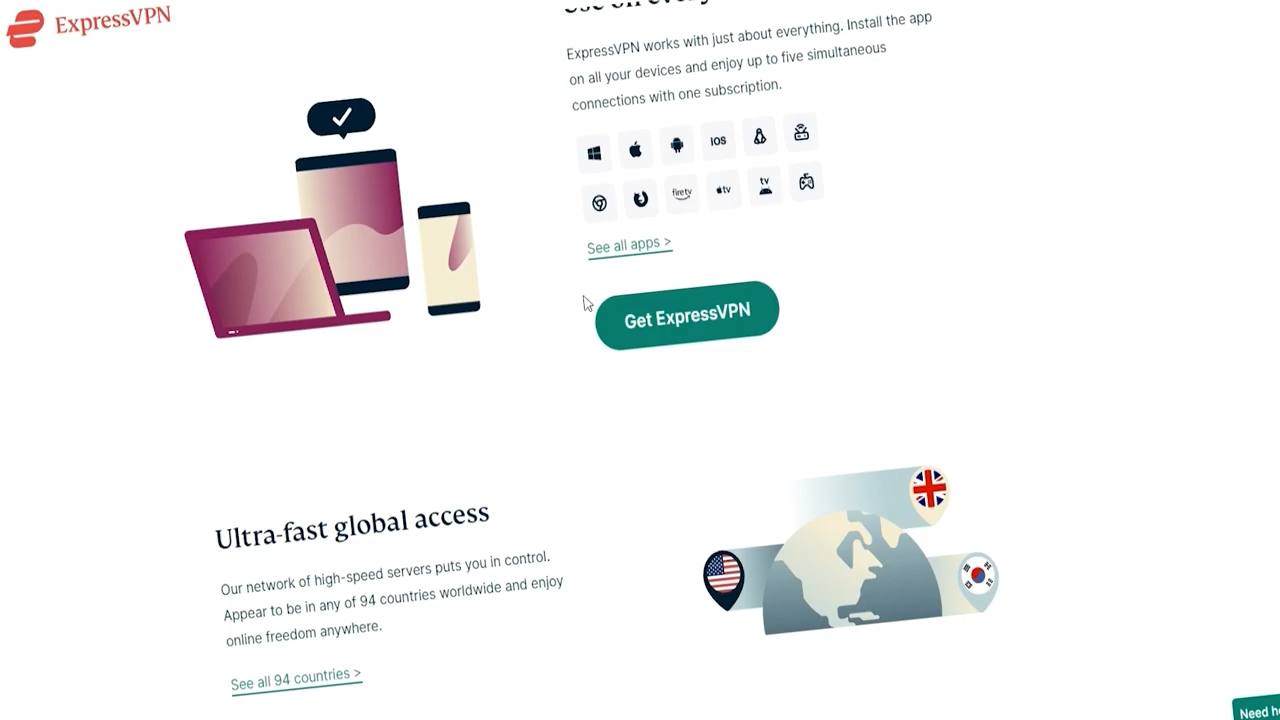 ExpressVPN
Use on every
ExpressVPN works with just about everything. Install the app
on all your devices and enjoy up to five simultaneous
connections with one subscription.
iOS
firetv
tv
tv
See all apps >
Get ExpressVPN
Ultra-fast global access
Our network of high-speed servers puts you in control.
Appear to be in any of 94 countries worldwide and enjoy
online freedom anywhere.
See all 94 countries >
Need